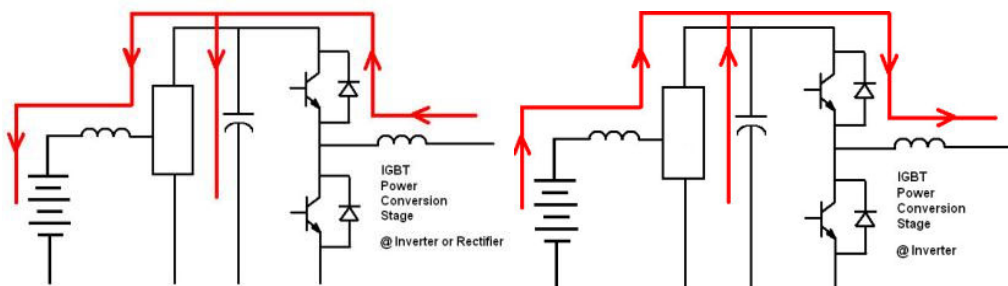 IGBT
Power
Conversion
Stage
@ Inverter or Rectifier
IGBT
Power
Conversion
Stage
@ Inverter